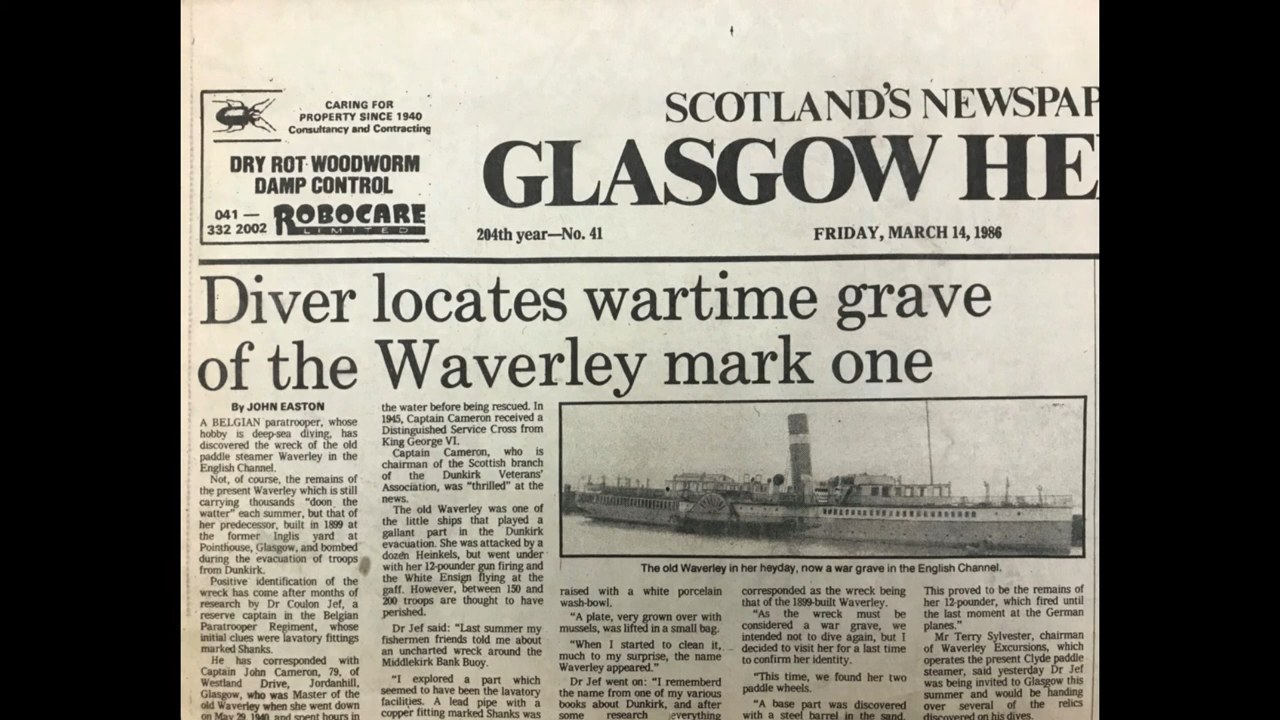 CARING FOR
PROPERTY SINCE 1940
Consultancy and Contracting
DRY ROT WOODWORM
DAMP CONTROL
041 —
332 2002
ROBOCARE
LIMITED
SCOTLAND'S NEWSPAP
GLASGOW HE
204th year—No. 41
FRIDAY, MARCH 14, 1986
Diver locates wartime grave
of the Waverley mark one
By JOHN EASTON
A BELGIAN paratrooper, whose
hobby is deep-sea diving, has
discovered the wreck of the old
paddle steamer Waverley in the
English Channel.
Not, of course, the remains of
the present Waverley which is still
carrying thousands "doon the
watter" each summer, but that of
her predecessor, built in 1899 at
the former Inglis yard at
Pointhouse, Glasgow, and bombed
during the evacuation of troops
from Dunkirk.
Positive identification of the
wreck has come after months of
research by Dr Coulon Jef, a
reserve captain in the Belgian
Paratrooper Regiment, whose
initial clues were lavatory fittings
marked Shanks.
He has corresponded with
Captain John Cameron, 79, of
Westland Drive, Jordanhill,
Glasgow, who was Master of the
old Waverley when she went down
on May 29, 1940, and spent hours in
the water before being rescued. In
1945, Captain Cameron received a
Distinguished Service Cross from
King George VI.
Captain Cameron, who is
chairman of the Scottish branch
of the Dunkirk Veterans'
Association, was "thrilled" at the
news.
The old Waverley was one of
the little ships that played a
gallant part in the Dunkirk
evacuation. She was attacked by a
dozen Heinkels, but went under
with her 12-pounder gun firing and
the White Ensign flying at the
gaff. However, between 150 and
200 troops are thought to have
perished.
Dr Jef said: "Last summer my
fishermen friends told me about
an uncharted wreck around the
Middlekirk Bank Buoy.
"I explored a part which
seemed to have been the lavatory
facilities. A lead pipe with a
copper fitting marked Shanks was
The old Waverley in her heyday, now a war grave in the English Channel.
raised with a white porcelain
wash-bowl.
"A plate, very grown over with
mussels, was lifted in a small bag.
"When I started to clean it,
much to my surprise, the name
Waverley appeared."
Dr Jef went on: "I rememberd
the name from one of my various
books about Dunkirk, and after
some research everything
corresponded as the wreck being
that of the 1899-built Waverley.
"As the wreck must be
considered a war grave, we
intended not to dive again, but I
decided to visit her for a last time
to confirm her identity.
"This time, we found her two
paddle wheels.
"A base part was discovered
with a steel barrel in the sand.
This proved to be the remains of
her 12-pounder, which fired until
the last moment at the German
planes."
Mr Terry Sylvester, chairman
of Waverley Excursions, which
operates the present Clyde paddle
steamer, said yesterday Dr Jef
was being invited to Glasgow this
summer and would be handing
over several of the relics
discovered on his dives.